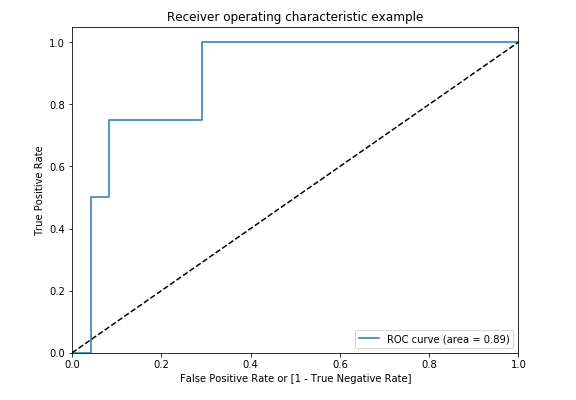 Receiver operating characteristic example
True Positive Rate
1.0
0.8
0.6
0.4
0.2
0.0
ROC curve (area = 0.89)
0.0 0.2 0.4 0.6 0.8 1.0
False Positive Rate or [1 - True Negative Rate]